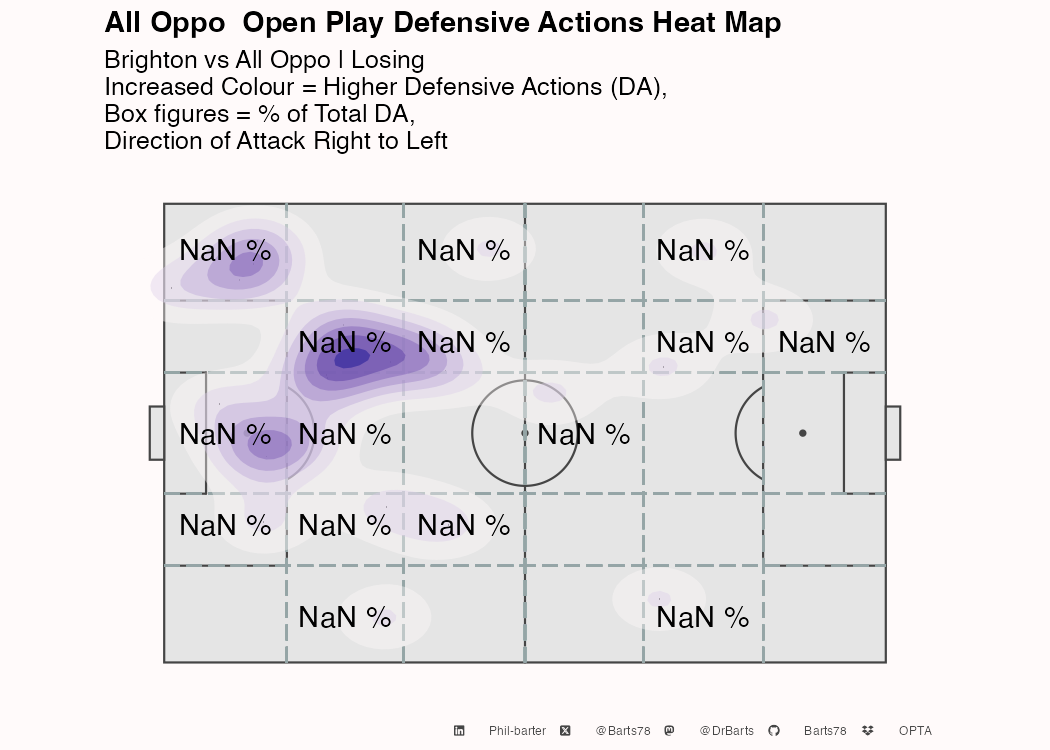 All Oppo  Open Play Defensive Actions Heat Map
Brighton vs All Oppo | Losing
Increased Colour = Higher Defensive Actions (DA),
Box figures = % of Total DA,
Direction of Attack Right to Left
NaN % NaN % NaN %
NaN % NaN % NaN % NaN %
NaN % NaN % NaN %
NaN % NaN % NaN %
NaN % NaN %
Phil-barter @Barts78 @DrBarts Barts78 OPTA